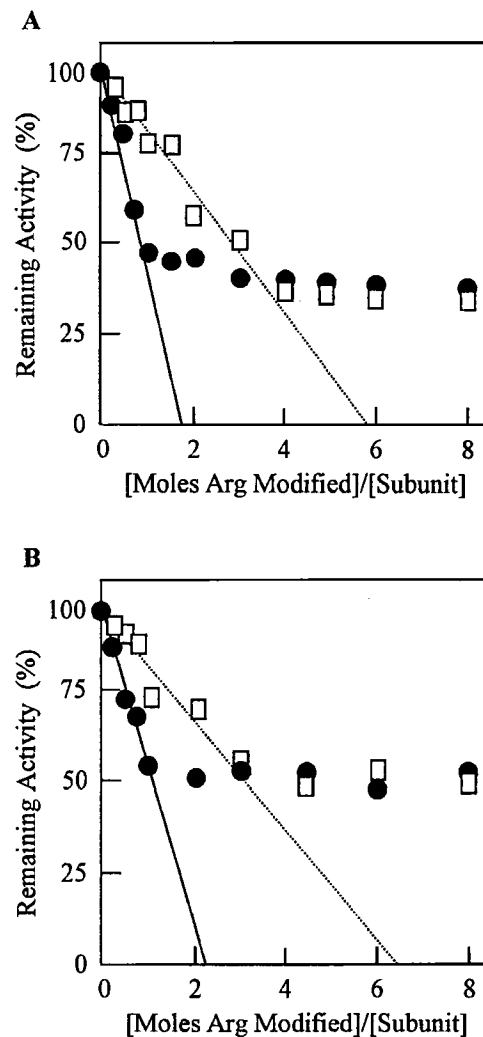 A
100
75
50
25
0
Remaining Activity (%)
0 2 4 6 8
[Moles Arg Modified]/[Subunit]
B
100
75
50
25
0
Remaining Activity (%)
0 2 4 6 8
[Moles Arg Modified]/[Subunit]